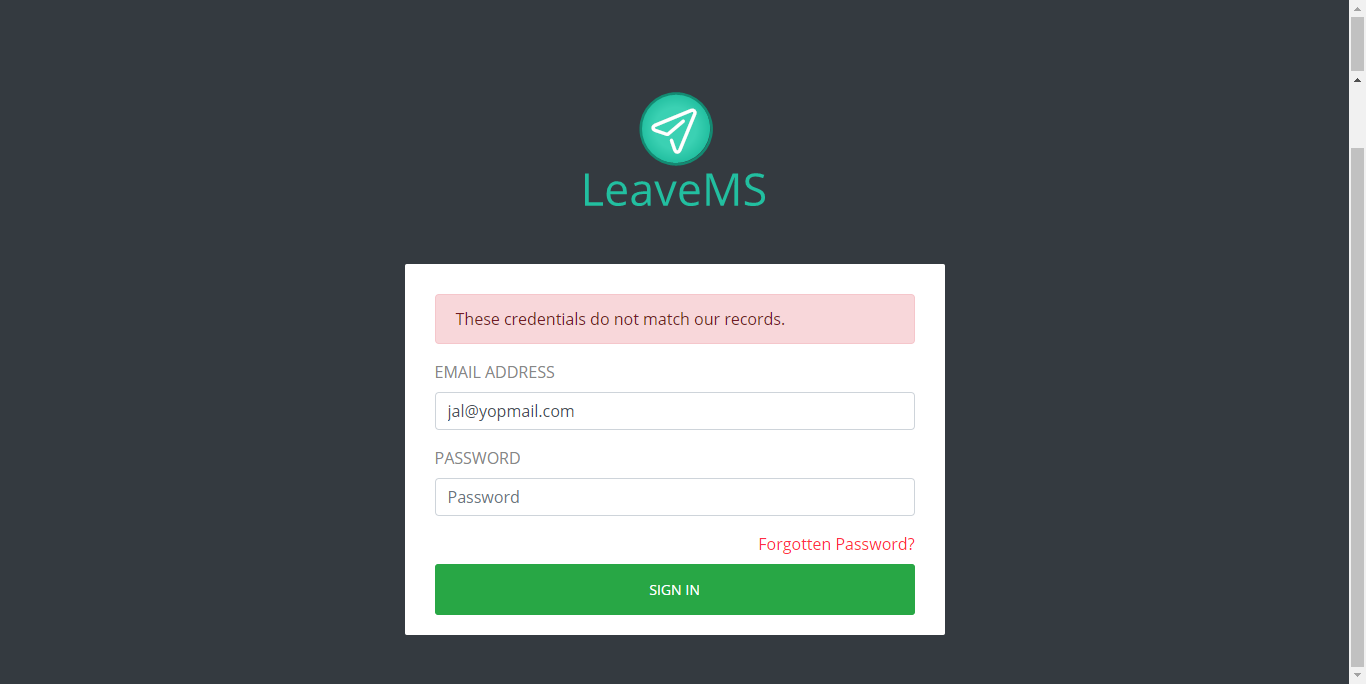 LeaveMS
These credentials do not match our records.
EMAIL ADDRESS
jal@yopmail.com
PASSWORD
Password
Forgotten Password?
SIGN IN